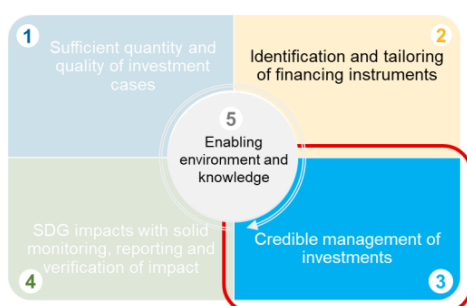 1
Sufficient quantity and
quality of investment
cases
2
Identification and tailoring
of financing instruments
5
Enabling
environment and
knowledge
SDG impacts with solid
monitoring, reporting and
verification of impact
4
Credible management of
investments
3